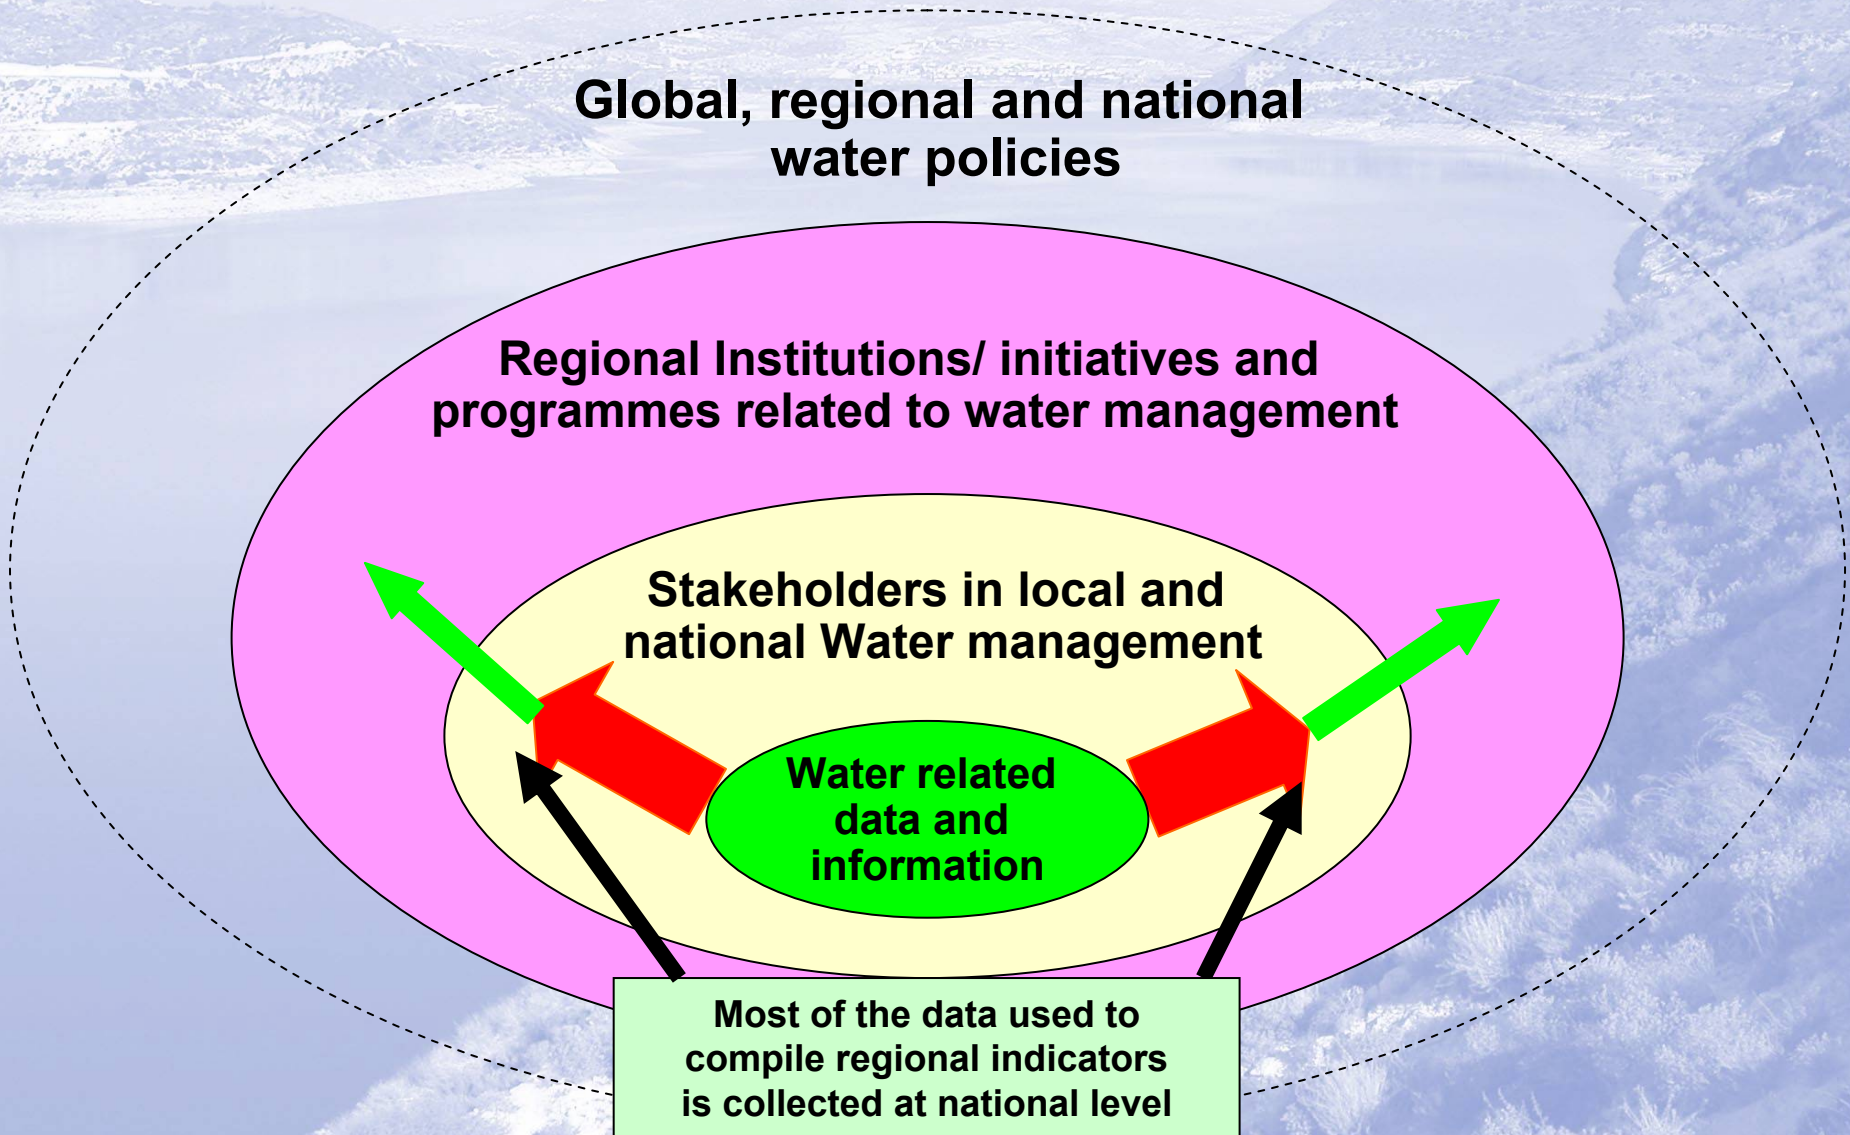 Global, regional and national
water policies
Regional Institutions/ initiatives and
programmes related to water management
Stakeholders in local and
national Water management
Water related
data and
information
Most of the data used to
compile regional indicators
is collected at national level